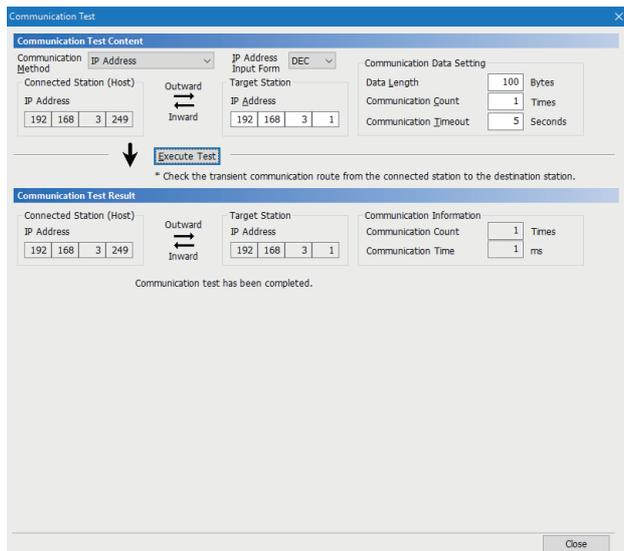 Communication Test
Communication Test Content
Communication Method IP Address
IP Address Input Form DEC
Connected Station (Host)
IP Address
192 168 3 249
Outward
Inward
Target Station
IP Address
192 168 3 1
Communication Data Setting
Data Length 100 Bytes
Communication Count 1 Times
Communication Timeout 5 Seconds
Execute Test
* Check the transient communication route from the connected station to the destination station.
Communication Test Result
Connected Station (Host)
IP Address
192 168 3 249
Outward
Inward
Target Station
IP Address
192 168 3 1
Communication Information
Communication Count 1 Times
Communication Time 1 ms
Communication test has been completed.
Close